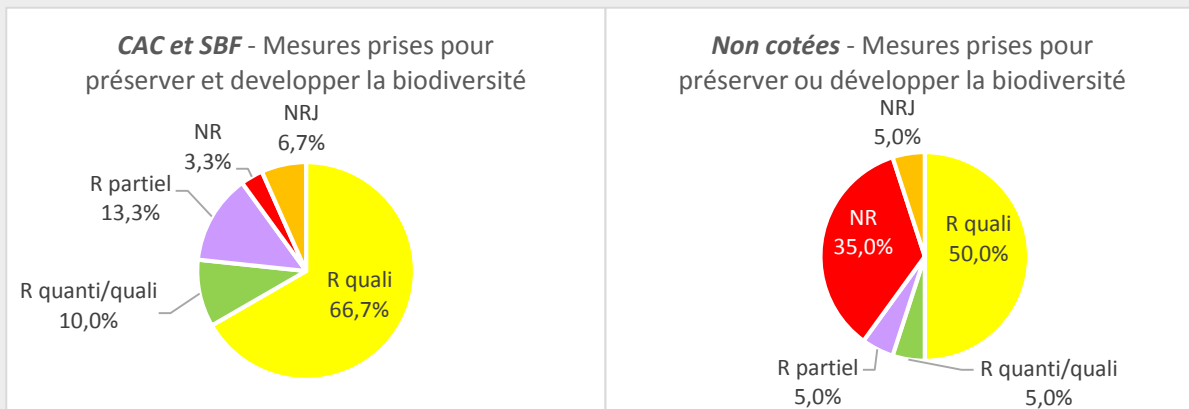 CAC et SBF - Mesures prises pour
préserver et developper la biodiversité
NRJ
6,7%
NR
3,3%
R partiel
13,3%
R quanti/quali
10,0%
R quali
66,7%
Non cotées - Mesures prises pour
préserver ou développer la biodiversité
NRJ
5,0%
NR
35,0%
R quali
50,0%
R partiel
5,0%
R quanti/quali
5,0%